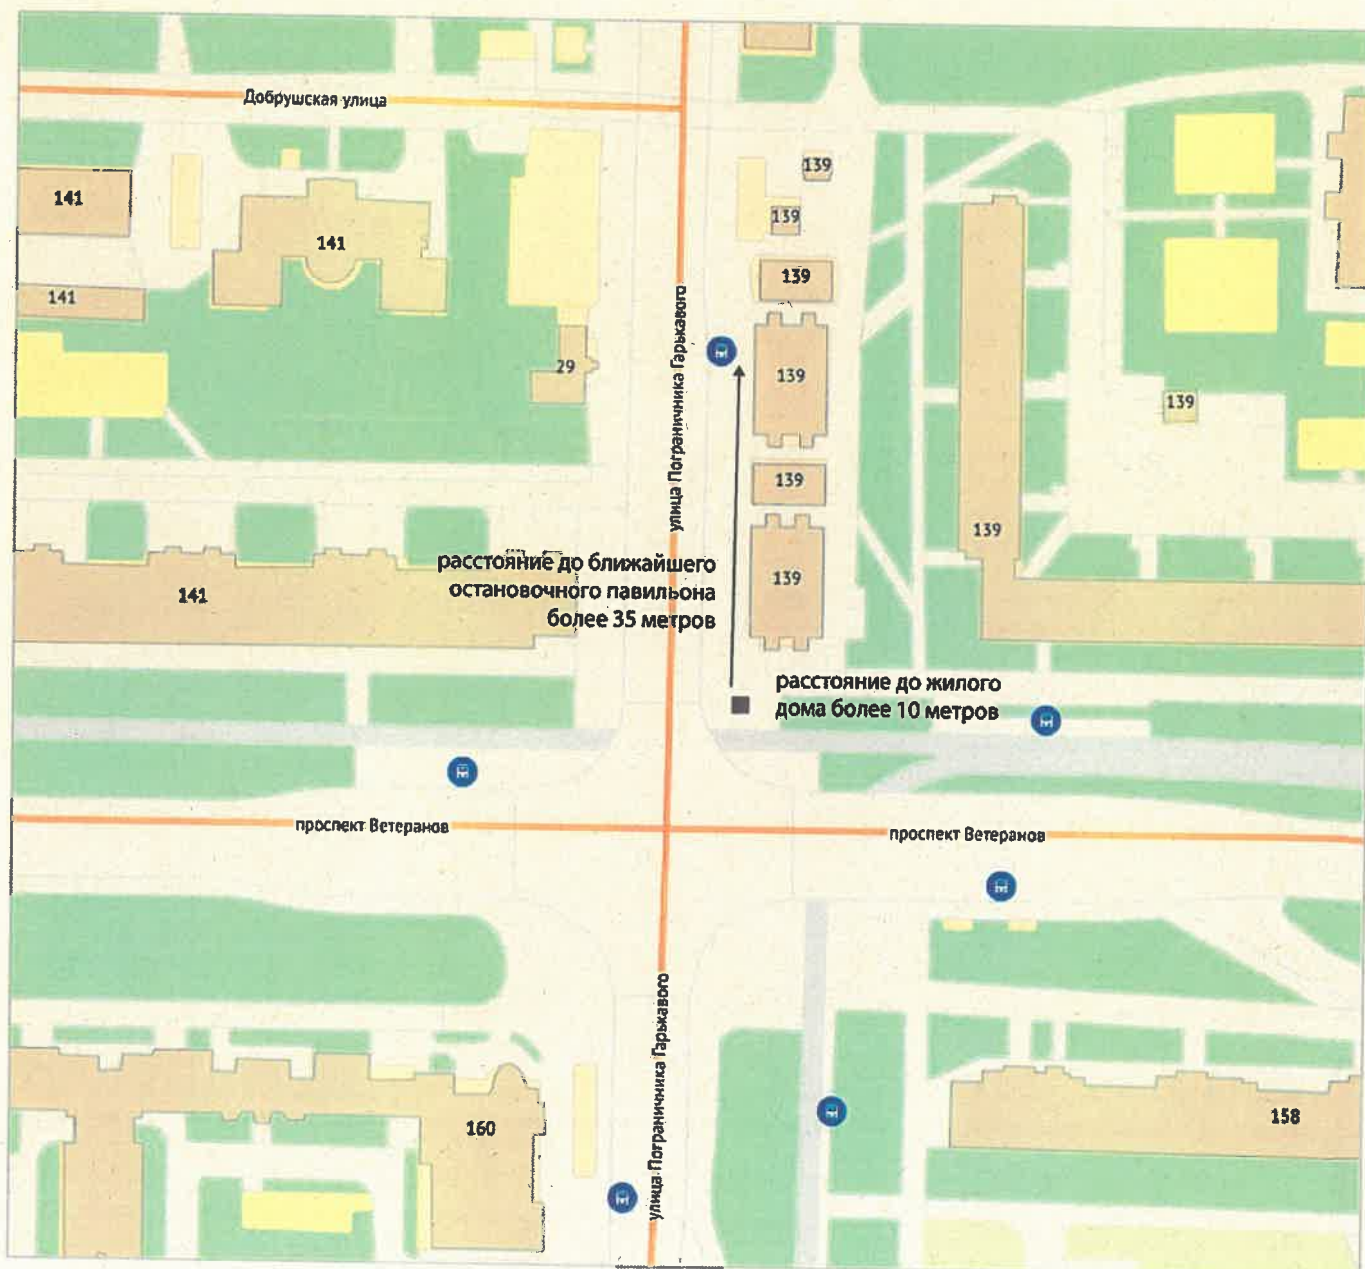 Добрушская улица
139
141
139
141
139
141
улица Пограничника Гарькавого
29
139
139
139
139
139
расстояние до ближайшего
остановочного павильона
более 35 метров
139
141
расстояние до жилого
дома более 10 метров
проспект Ветеранов
проспект Ветеранов
улица Пограничника Гарькавого
160
158